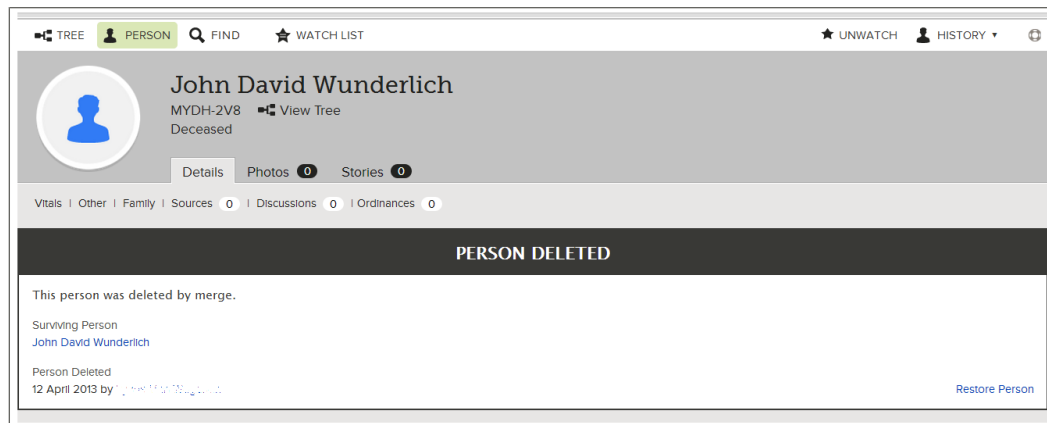 TREE PERSON FIND WATCH LIST UNWATCH HISTORY
John David Wunderlich
MYDH-2V8 View Tree
Deceased
Details Photos 0 Stories 0
Vitals | Other | Family | Sources 0 | Discussions 0 | Ordinances 0
PERSON DELETED
This person was deleted by merge.
Surviving Person
John David Wunderlich
Person Deleted
12 April 2013 by
Restore Person